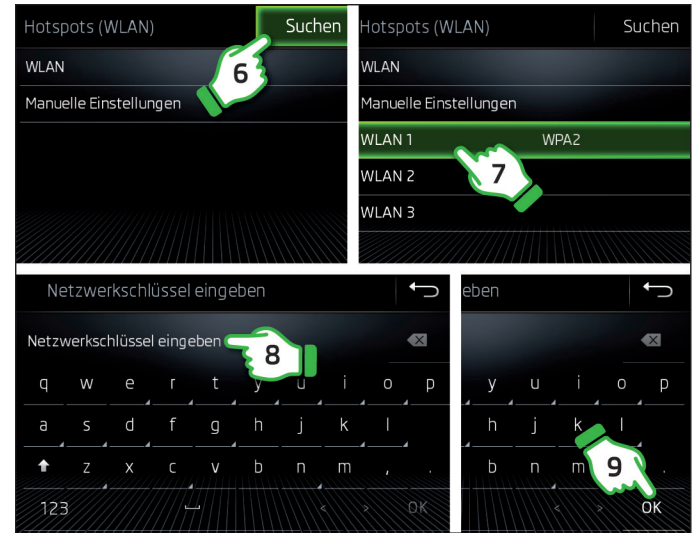 Hotspots (WLAN) Suchen
WLAN
Manuelle Einstellungen
6
Hotspots (WLAN) Suchen
WLAN
Manuelle Einstellungen
WLAN 1 WPA2
WLAN 2
WLAN 3
7
Netzwerkschlüssel eingeben
Netzwerkschlüssel eingeben
8
q w e r t y u i o p
a s d f g h j k l
z x c v b n m , .
123 < > OK
eben
y u i o p
h j k l
b n m .
9
< > OK